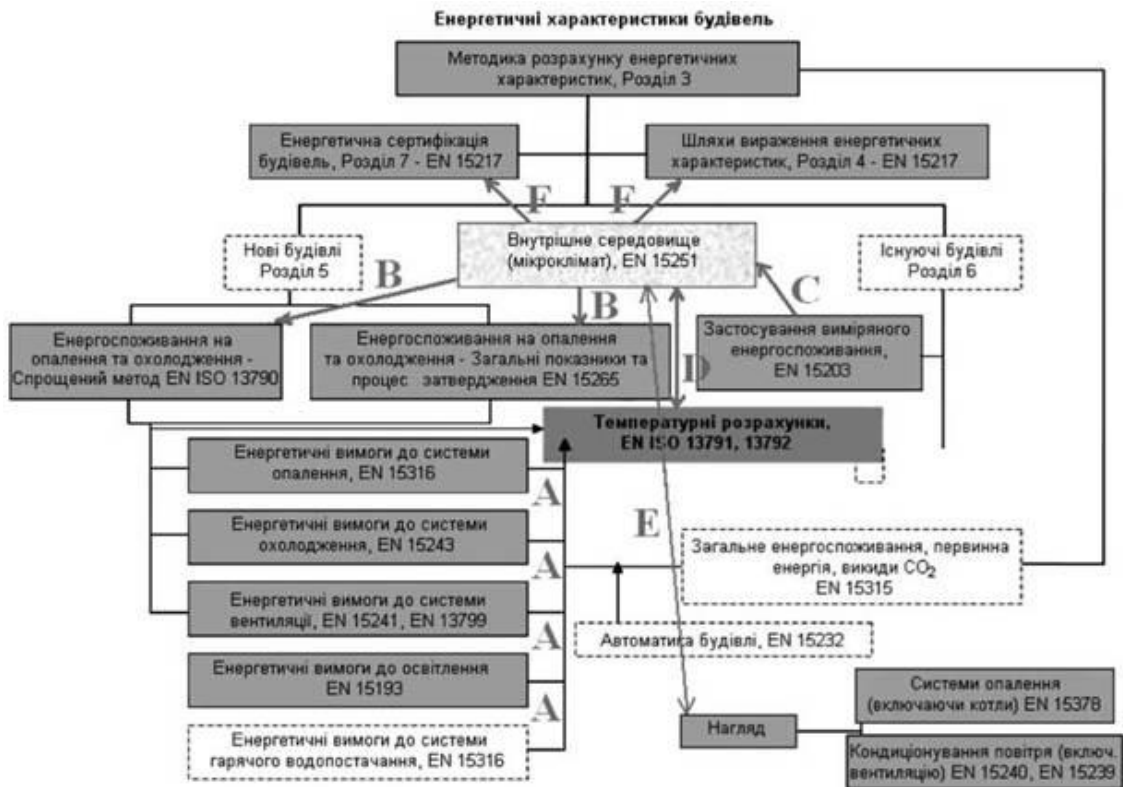 Енергетичні характеристики будівель
Методика розрахунку енергетичних
характеристик, Розділ 3
Енергетична сертифікація
будівель, Розділ 7 - EN 15217
Шляхи вираження енергетичних
характеристик, Розділ 4 - EN 15217
F
F
Нові будівлі
Розділ 5
Внутрішнє середовище
(мікроклімат), EN 15251
Існуючі будівлі
Розділ 6
B
B
C
Енергоспоживання на
опалення та охолодження -
Спрощений метод EN ISO 13790
Енергоспоживання на опалення
та охолодження - Загальні показники та
процес затвердження EN 15265
D
Застосування виміряного
енергоспоживання,
EN 15203
Температурні розрахунки,
EN ISO 13791, 13792
Енергетичні вимоги до системи
опалення, EN 15316
A
Енергетичні вимоги до системи
охолодження, EN 15243
A
E
Загальне енергоспоживання, первинна
енергія, викиди CO₂
EN 15315
Енергетичні вимоги до системи
вентиляції, EN 15241, EN 13799
A
Автоматика будівлі, EN 15232
Енергетичні вимоги до освітлення
EN 15193
A
Енергетичні вимоги до системи
гарячого водопостачання, EN 15316
Нагляд
Системи опалення
(включаючи котли) EN 15378
Кондиціонування повітря (включ.
вентиляцію) EN 15240, EN 15239